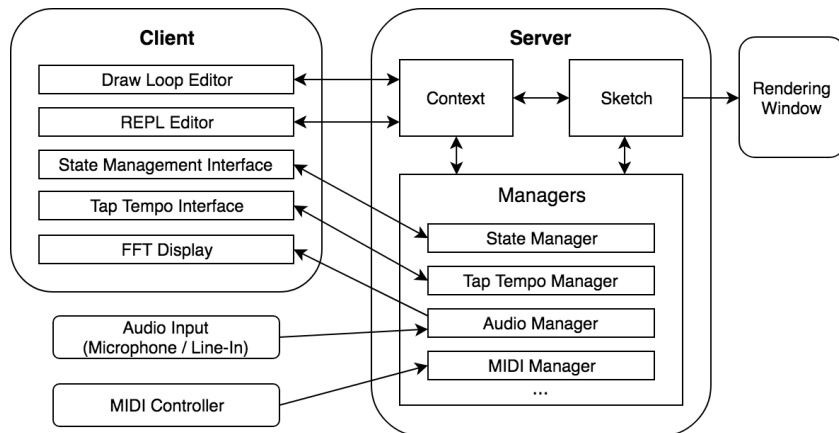 Client
Draw Loop Editor
REPL Editor
State Management Interface
Tap Tempo Interface
FFT Display
Audio Input
(Microphone / Line-In)
MIDI Controller
Server
Context
Sketch
Managers
State Manager
Tap Tempo Manager
Audio Manager
MIDI Manager
...
Rendering
Window